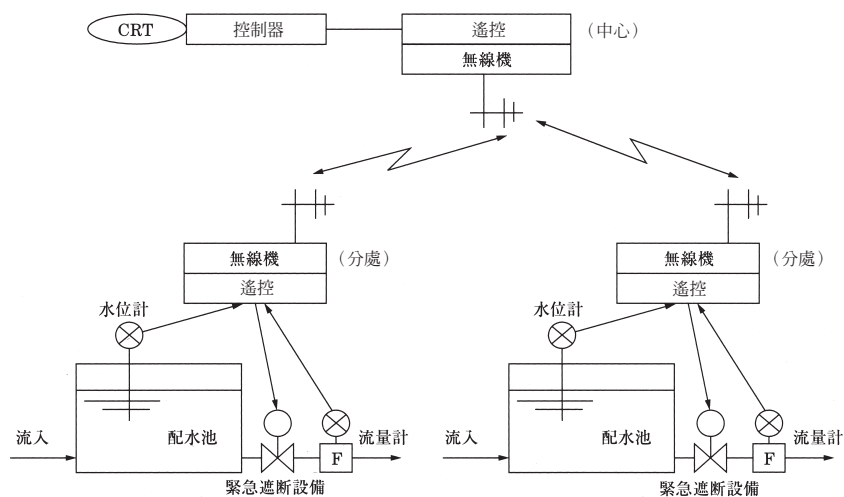 CRT 控制器 遙控 (中心)
無線機
無線機 (分處)
遙控
水位計
流入
配水池
F
流量計
緊急遮断設備
無線機 (分處)
遙控
水位計
流入
配水池
F
流量計
緊急遮断設備